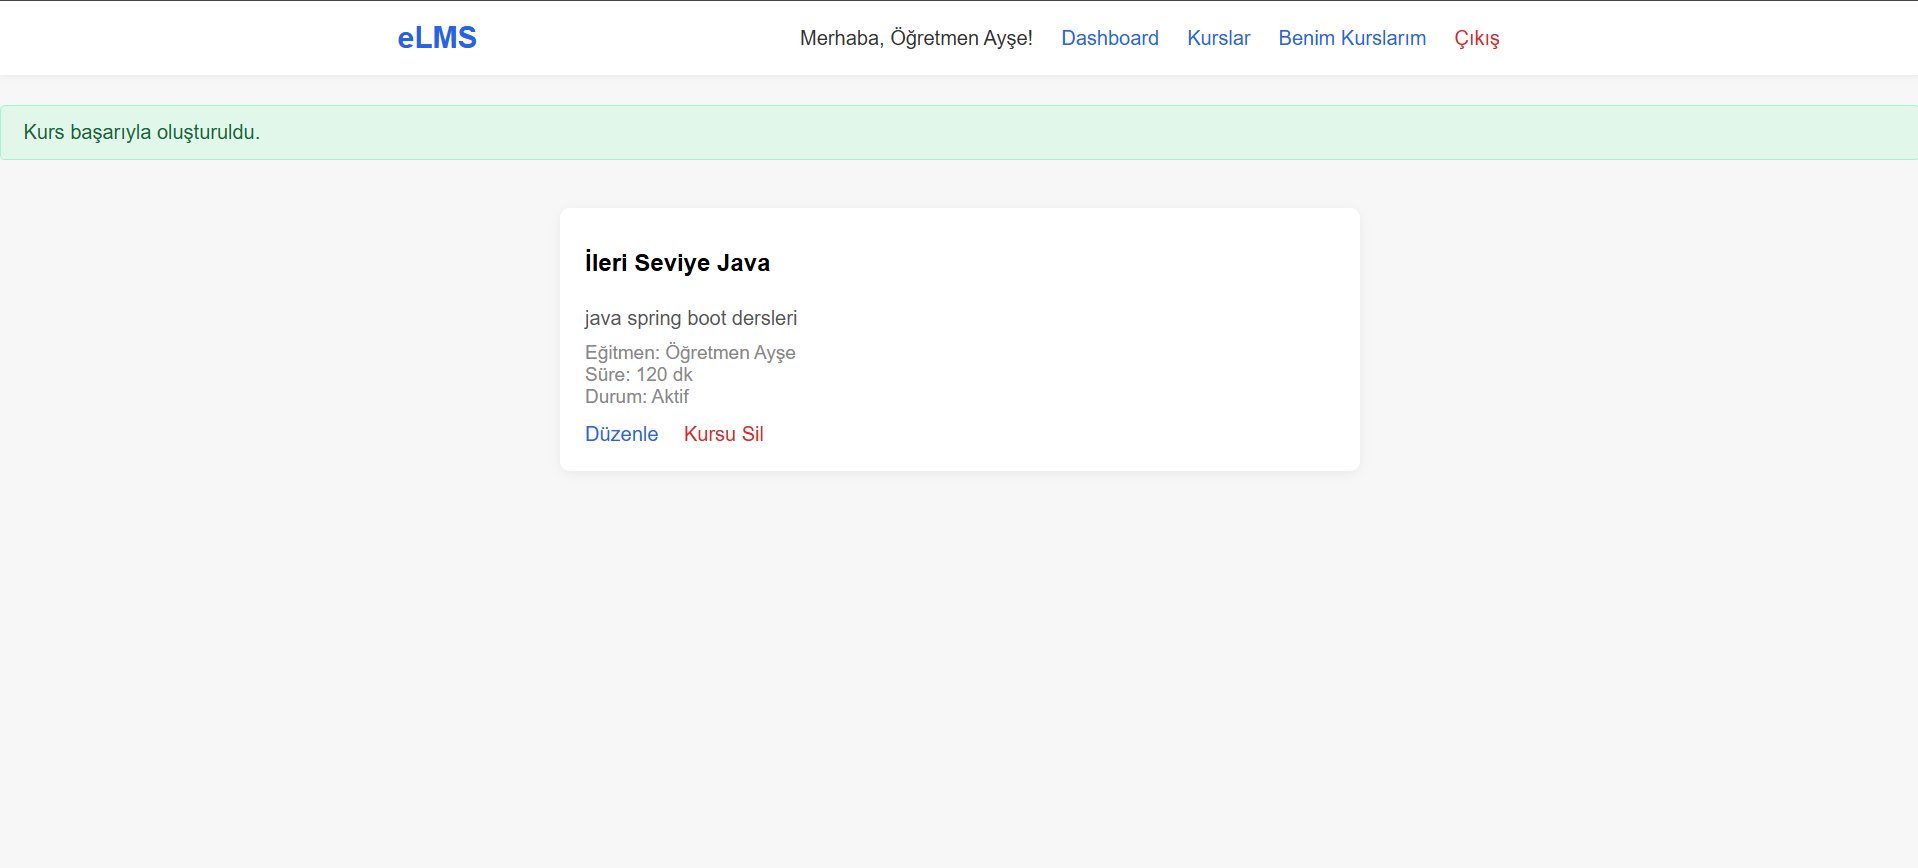 eLMS
Merhaba, Öğretmen Ayşe! Dashboard Kurslar Benim Kurslarım Çıkış
Kurs başarıyla oluşturuldu.
İleri Seviye Java
java spring boot dersleri
Eğitmen: Öğretmen Ayşe
Süre: 120 dk
Durum: Aktif
Düzenle Kursu Sil